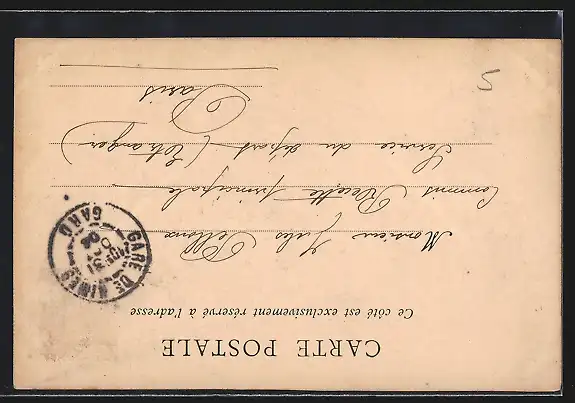 CARTE POSTALE
Ce côté est exclusivement réservé à l'adresse
Monsieur Jules
Commis Recette principale
Service du départ (Etranger)
Paris
GARE DE NIMES
GARD
5